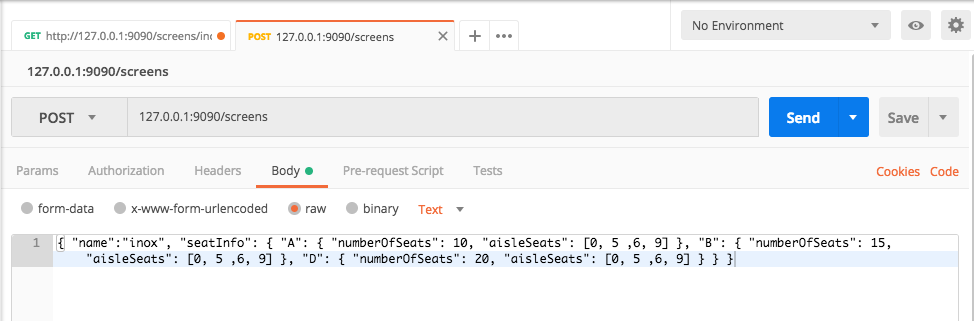 GET http://127.0.0.1:9090/screens/in
POST 127.0.0.1:9090/screens
No Environment
127.0.0.1:9090/screens
POST 127.0.0.1:9090/screens Send Save
Params Authorization Headers Body Pre-request Script Tests Cookies Code
form-data x-www-form-urlencoded raw binary Text
1 { "name":"inox", "seatInfo": { "A": { "numberOfSeats": 10, "aisleSeats": [0, 5 ,6, 9] }, "B": { "numberOfSeats": 15,
"aisleSeats": [0, 5 ,6, 9] }, "D": { "numberOfSeats": 20, "aisleSeats": [0, 5 ,6, 9] } } }